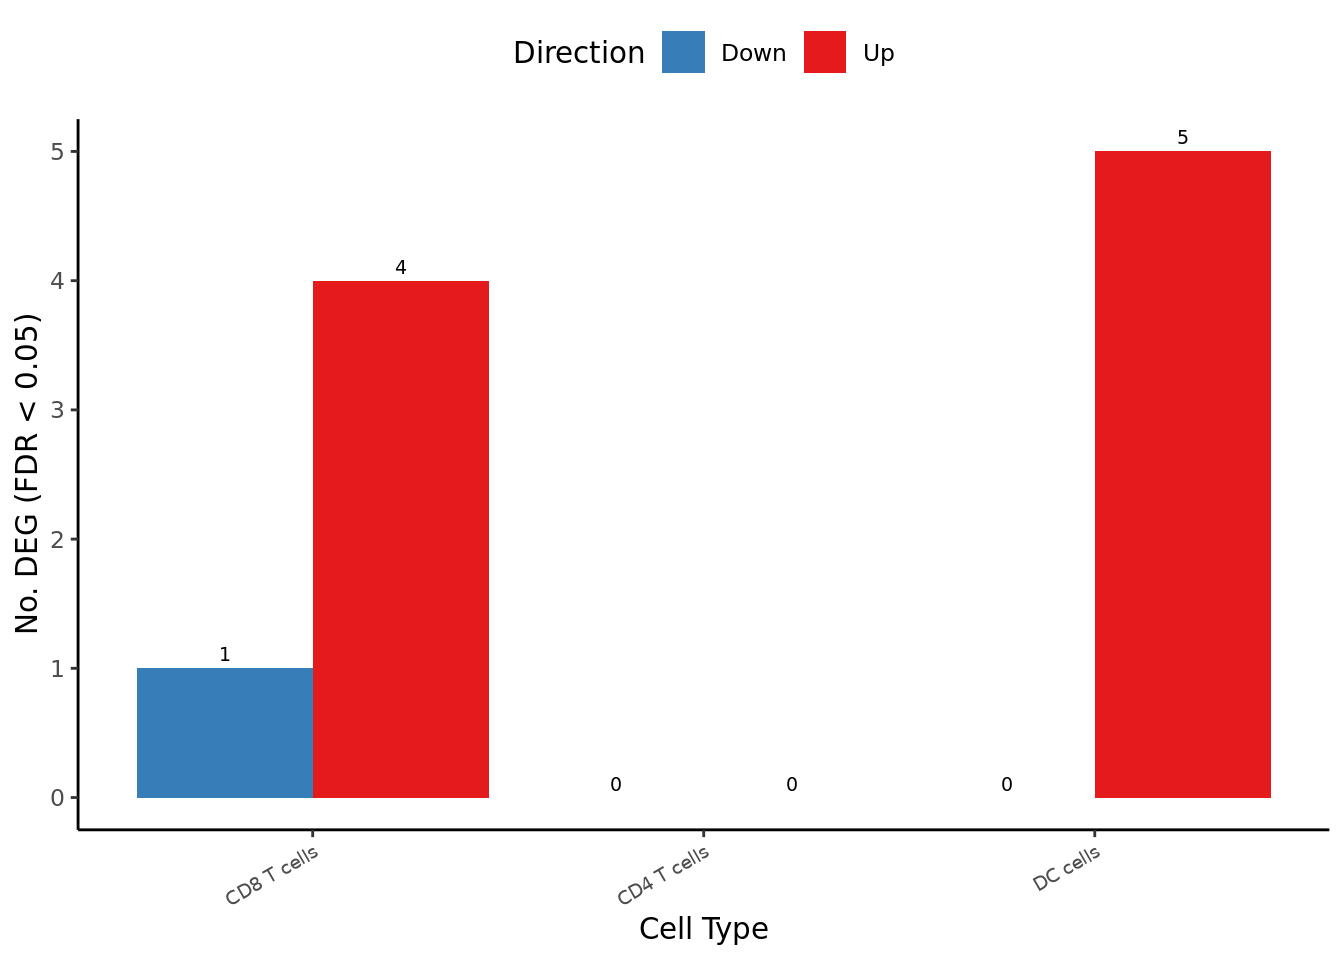 Direction Down Up
No. DEG (FDR < 0.05)
5
4
3
2
1
0
1
4
0
0
0
5
CD8 T cells
CD4 T cells
DC cells
Cell Type